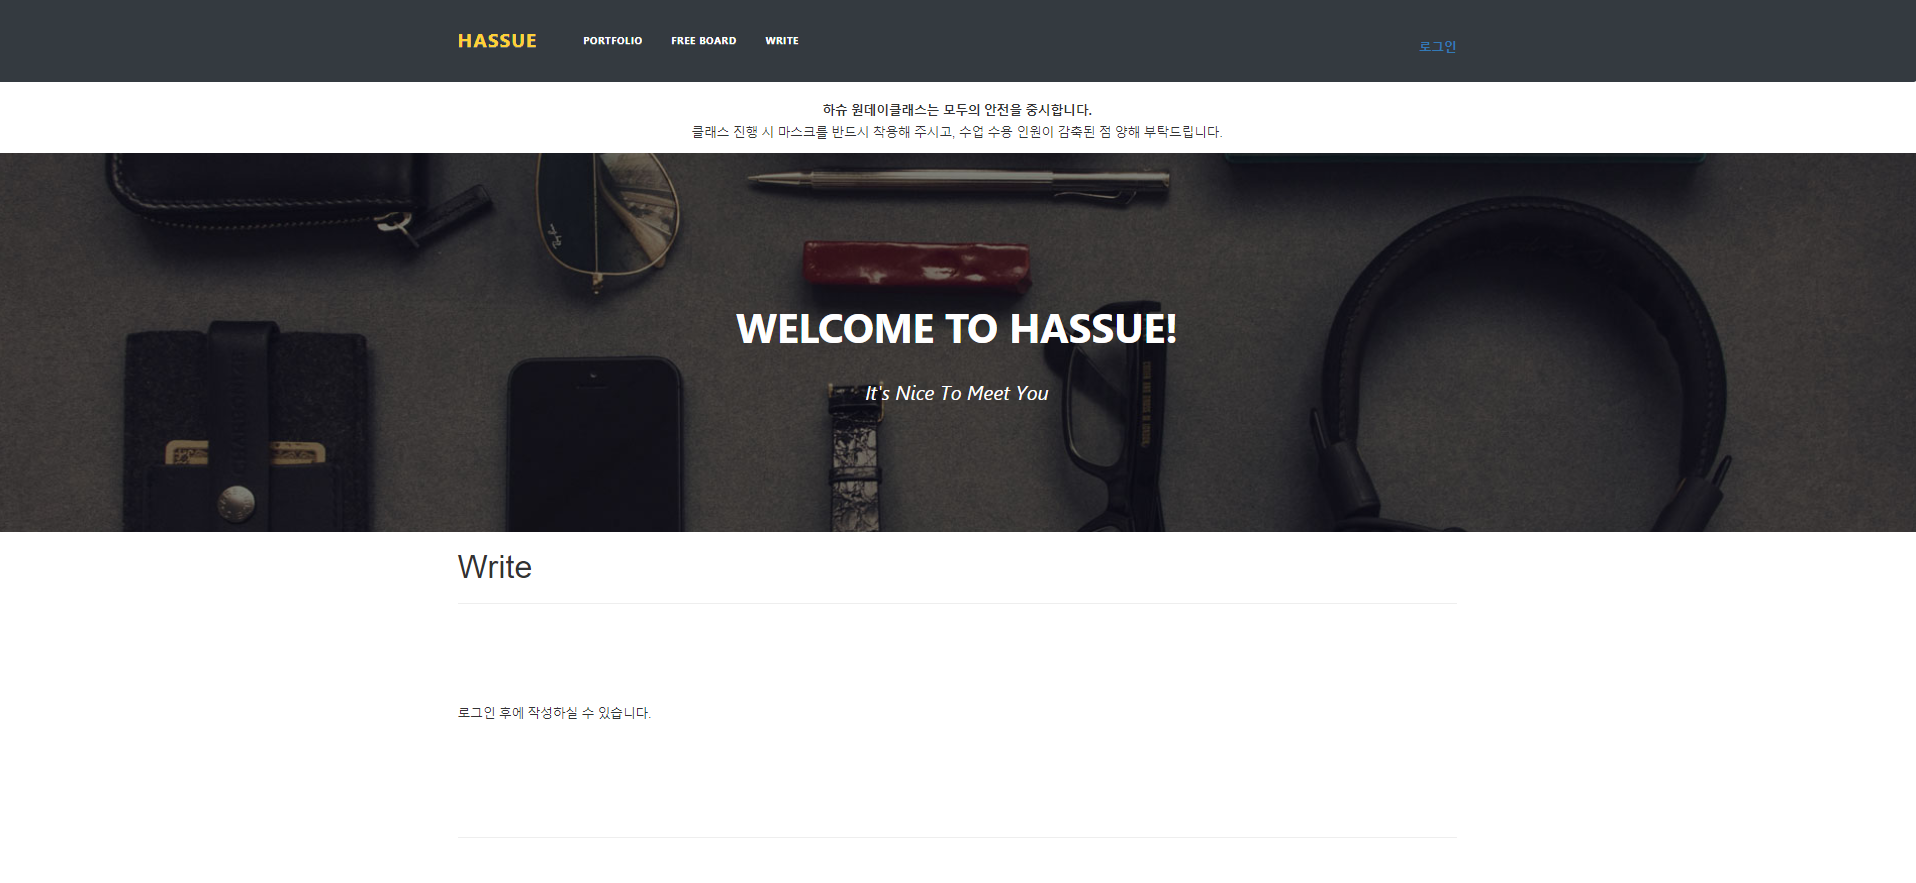 HASSUE PORTFOLIO FREE BOARD WRITE 로그인
하슈 원데이클래스는 모두의 안전을 중시합니다.
클래스 진행 시 마스크를 반드시 착용해 주시고, 수업 수용 인원이 감축된 점 양해 부탁드립니다.
WELCOME TO HASSUE!
It's Nice To Meet You
Write
로그인 후에 작성하실 수 있습니다.